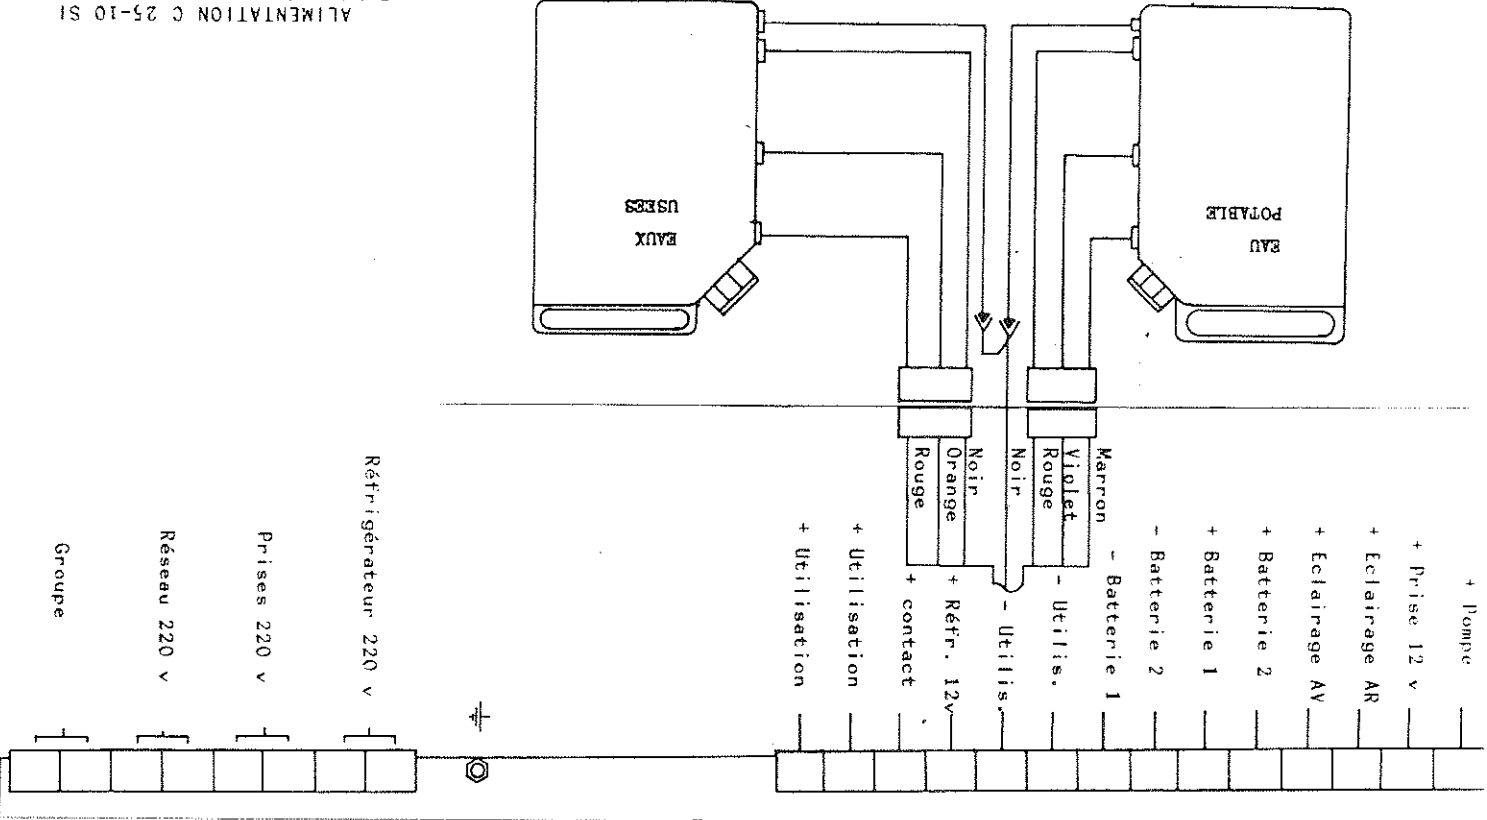 ALIMENTATION C 25-10 SI
EAUX
USEES
EAU
POTABLE
Rouge
Orange
Noir
Noir
Rouge
Violet
Marron
Groupe
Réseau 220 v
Prises 220 v
Réfrigérateur 220 v
+ Utilisation
+ Utilisation
+ contact
+ Réfr. 12v
- Utilis.
- Utilis.
- Batterie 1
- Batterie 2
+ Batterie 1
+ Batterie 2
+ Eclairage AV
+ Eclairage AR
+ Prise 12 v
+ Pompe